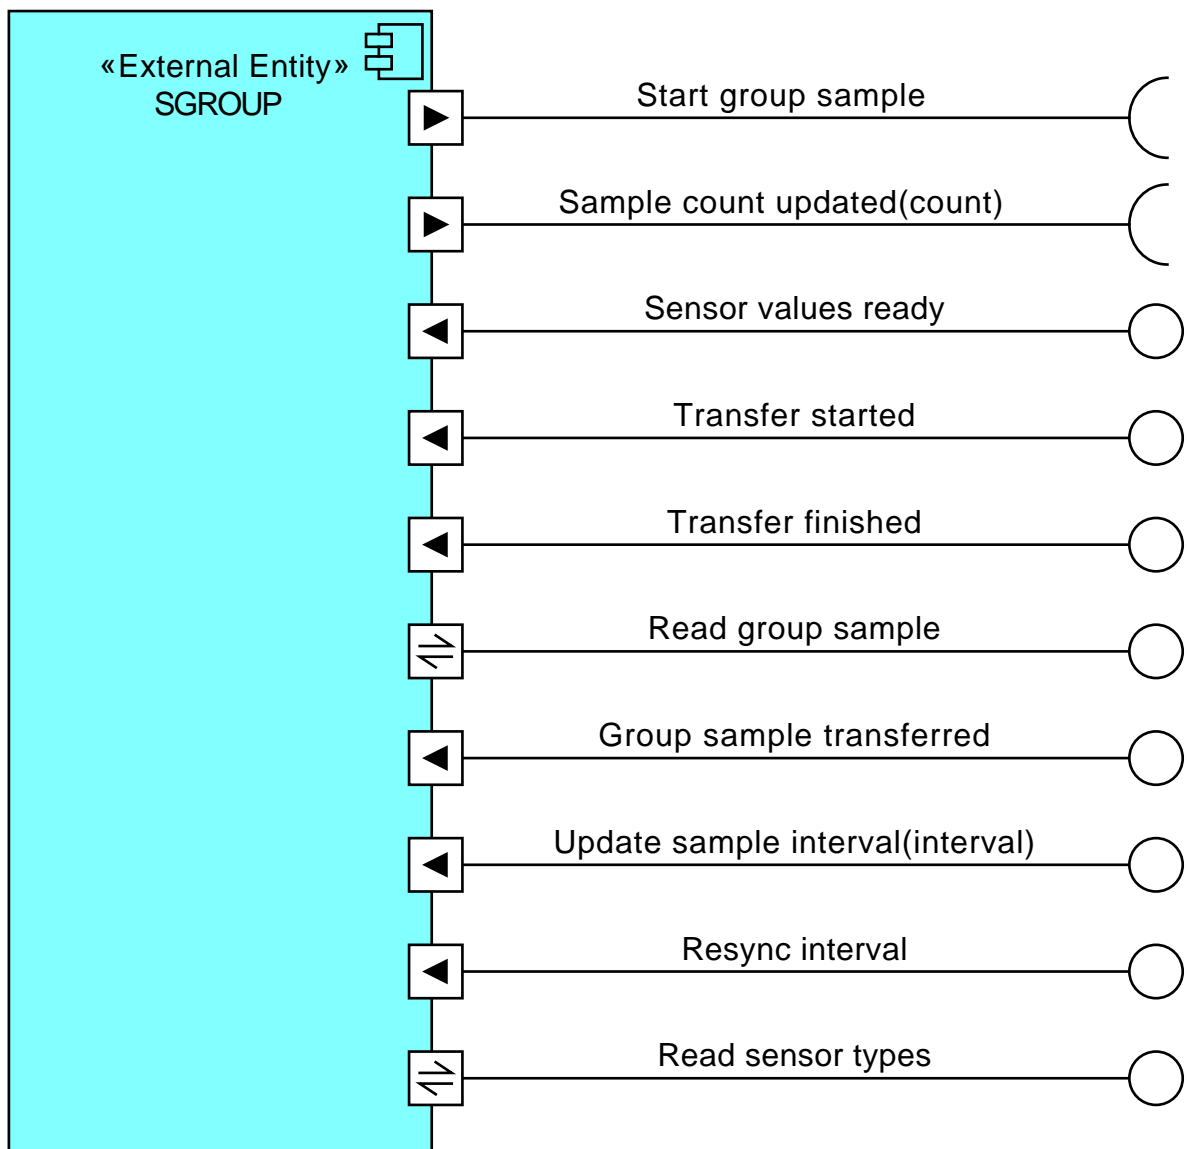 «External Entity»
SGROUP
Start group sample
Sample count updated(count)
Sensor values ready
Transfer started
Transfer finished
Read group sample
Group sample transferred
Update sample interval(interval)
Resync interval
Read sensor types